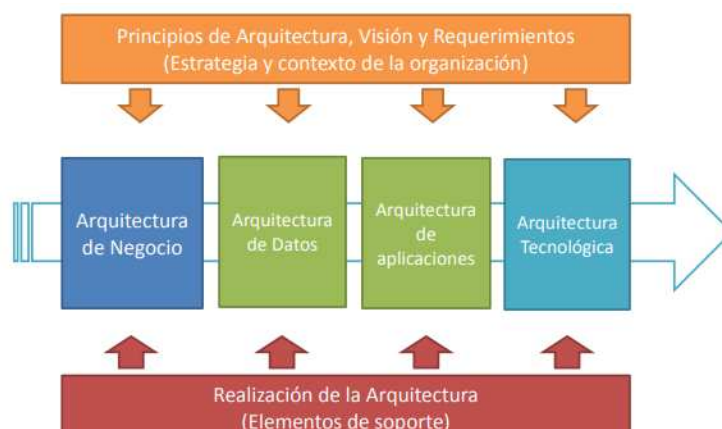 Principios de Arquitectura, Visión y Requerimientos
(Estrategia y contexto de la organización)
Arquitectura
de Negocio
Arquitectura
de Datos
Arquitectura
de
aplicaciones
Arquitectura
Tecnológica
Realización de la Arquitectura
(Elementos de soporte)